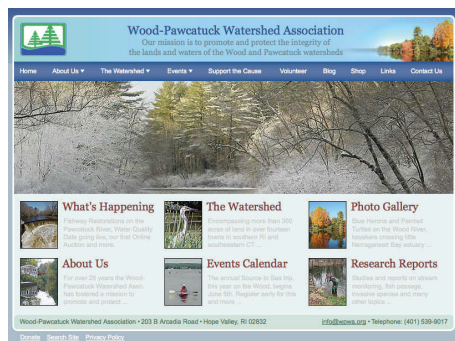 Wood-Pawcatuck Watershed Association
Our mission is to promote and protect the integrity of
the lands and waters of the Wood and Pawcatuck watersheds
Home About Us ▾ The Watershed ▾ Events ▾ Support the Cause Volunteer Blog Shop Links Contact Us
What's Happening
Fishway Restorations on the
Pawcatuck River, Water Quality
Data going live, our first Online
Auction and more.
The Watershed
Encompassing more than 300
acres of land in over fourteen
towns in southern RI and
southeastern CT ...
Photo Gallery
Blue Herons and Painted
Turtles on the Wood River,
kayakers crossing little
Narragansett Bay estuary ...
About Us
For over 25 years the Wood-
Pawcatuck Watershed Assoc.
has fostered a mission to
promote and protect ...
Events Calendar
The annual Source to Sea trip,
this year on the Wood, begins
June 5th. Register early for this
and more ...
Research Reports
Studies and reports on stream
monitoring, fish passage,
invasive species and many
other topics ...
Wood-Pawcatuck Watershed Association • 203 B Arcadia Road • Hope Valley, RI 02832 info@wpwa.org • Telephone: (401) 539-9017
Donate Search Site Privacy Policy